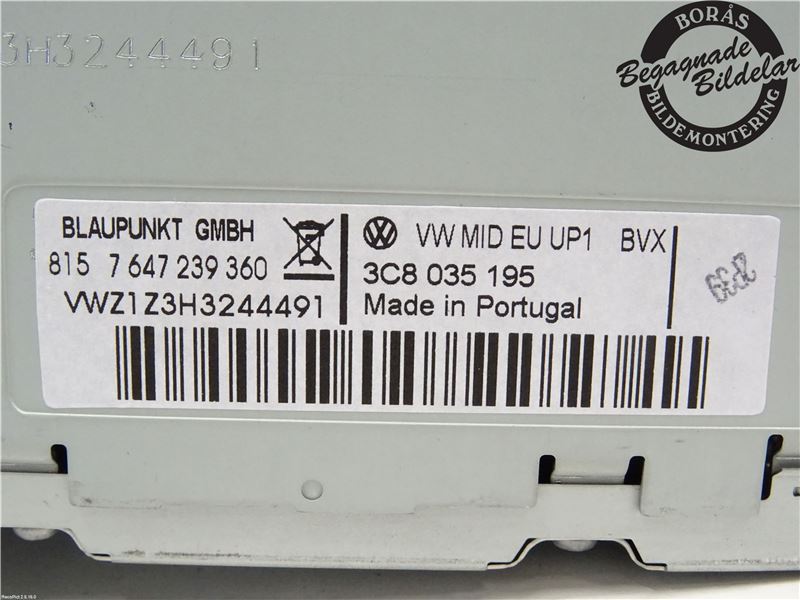 3H3244491
BORÅS
Begagnade
Bildelar
BILDEMONTERING
BLAUPUNKT GMBH
815 7 647 239 360
VWZ1Z3H3244491
VW MID EU UP1 BVX
3C8 035 195
Made in Portugal